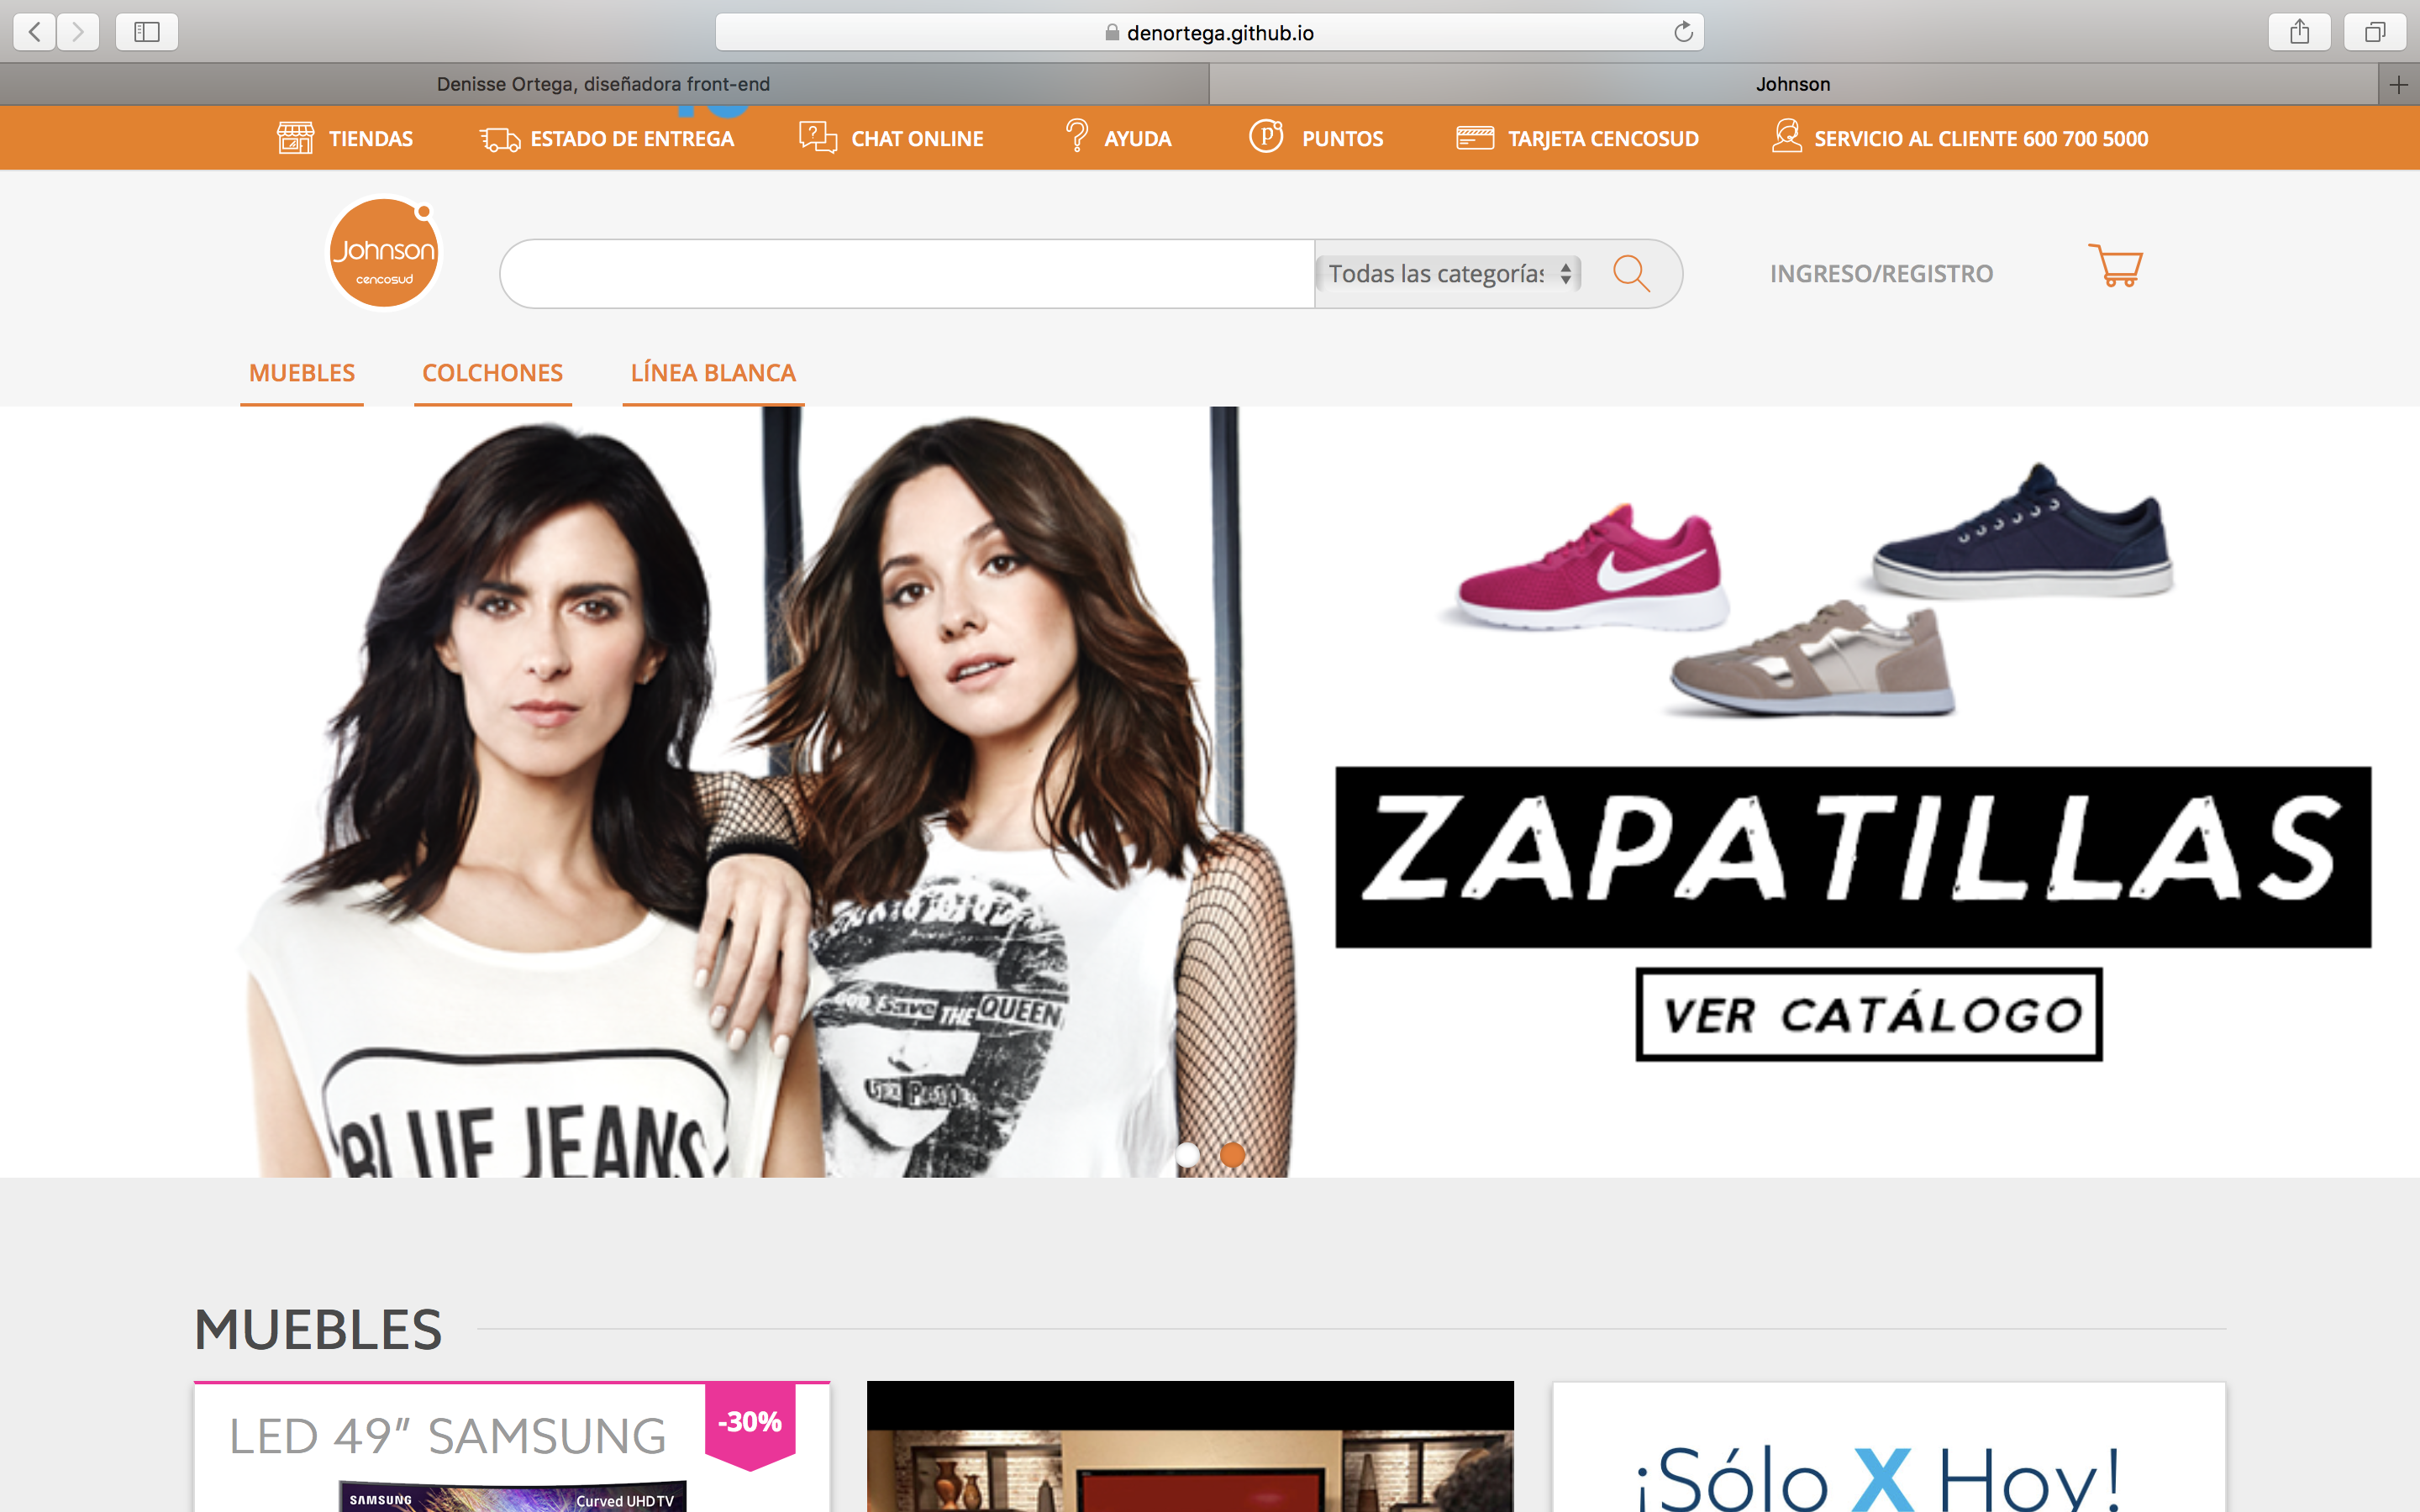 denortega.github.io
Denisse Ortega, diseñadora front-end
Johnson
TIENDAS
ESTADO DE ENTREGA
CHAT ONLINE
AYUDA
PUNTOS
TARJETA CENCOSUD
SERVICIO AL CLIENTE 600 700 5000
Johnson
cencosud
Todas las categorías
INGRESO/REGISTRO
MUEBLES
COLCHONES
LÍNEA BLANCA
ZAPATILLAS
VER CATÁLOGO
GOD Save THE QUEEN
SEX PISTOLS
BLUE JEANS
MUEBLES
LED 49” SAMSUNG
-30%
SAMSUNG
Curved UHD TV
¡Sólo X Hoy!